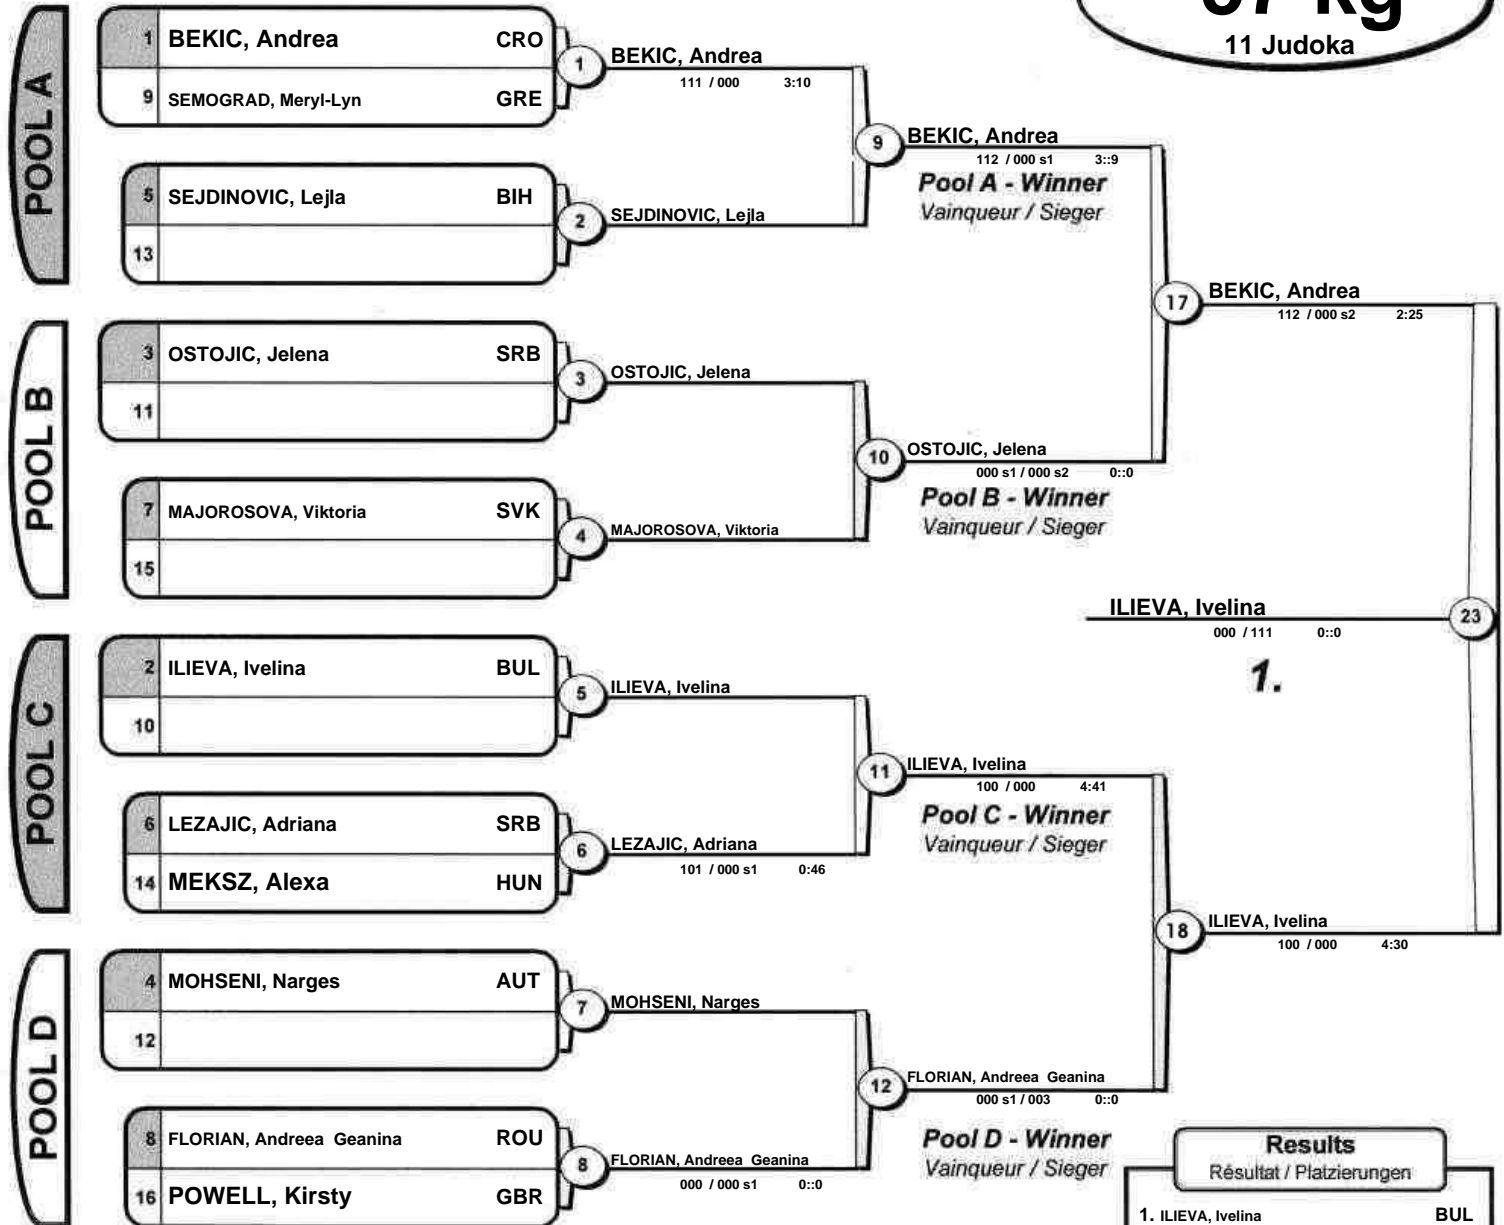 11 Judoka
POOL A
1 BEKIC, Andrea CRO
9 SEMOGRAD, Meryl-Lyn GRE
1
BEKIC, Andrea
111 / 000 3:10
5 SEJDINOVIC, Lejla BIH
13
2
SEJDINOVIC, Lejla
9
BEKIC, Andrea
112 / 000 s1 3::9
Pool A - Winner
Vainqueur / Sieger
POOL B
3 OSTOJIC, Jelena SRB
11
3
OSTOJIC, Jelena
7 MAJOROSOVA, Viktoria SVK
15
4
MAJOROSOVA, Viktoria
10
OSTOJIC, Jelena
000 s1 / 000 s2 0::0
Pool B - Winner
Vainqueur / Sieger
17
BEKIC, Andrea
112 / 000 s2 2:25
POOL C
2 ILIEVA, Ivelina BUL
10
5
ILIEVA, Ivelina
6 LEZAJIC, Adriana SRB
14 MEKSZ, Alexa HUN
6
LEZAJIC, Adriana
101 / 000 s1 0:46
11
ILIEVA, Ivelina
100 / 000 4:41
Pool C - Winner
Vainqueur / Sieger
POOL D
4 MOHSENI, Narges AUT
12
7
MOHSENI, Narges
8 FLORIAN, Andreea Geanina ROU
16 POWELL, Kirsty GBR
8
FLORIAN, Andreea Geanina
000 / 000 s1 0::0
12
FLORIAN, Andreea Geanina
000 s1 / 003 0::0
Pool D - Winner
Vainqueur / Sieger
18
ILIEVA, Ivelina
100 / 000 4:30
23
ILIEVA, Ivelina
000 / 111 0::0
1.
Results
Résultat / Platzierungen
1. ILIEVA, Ivelina BUL